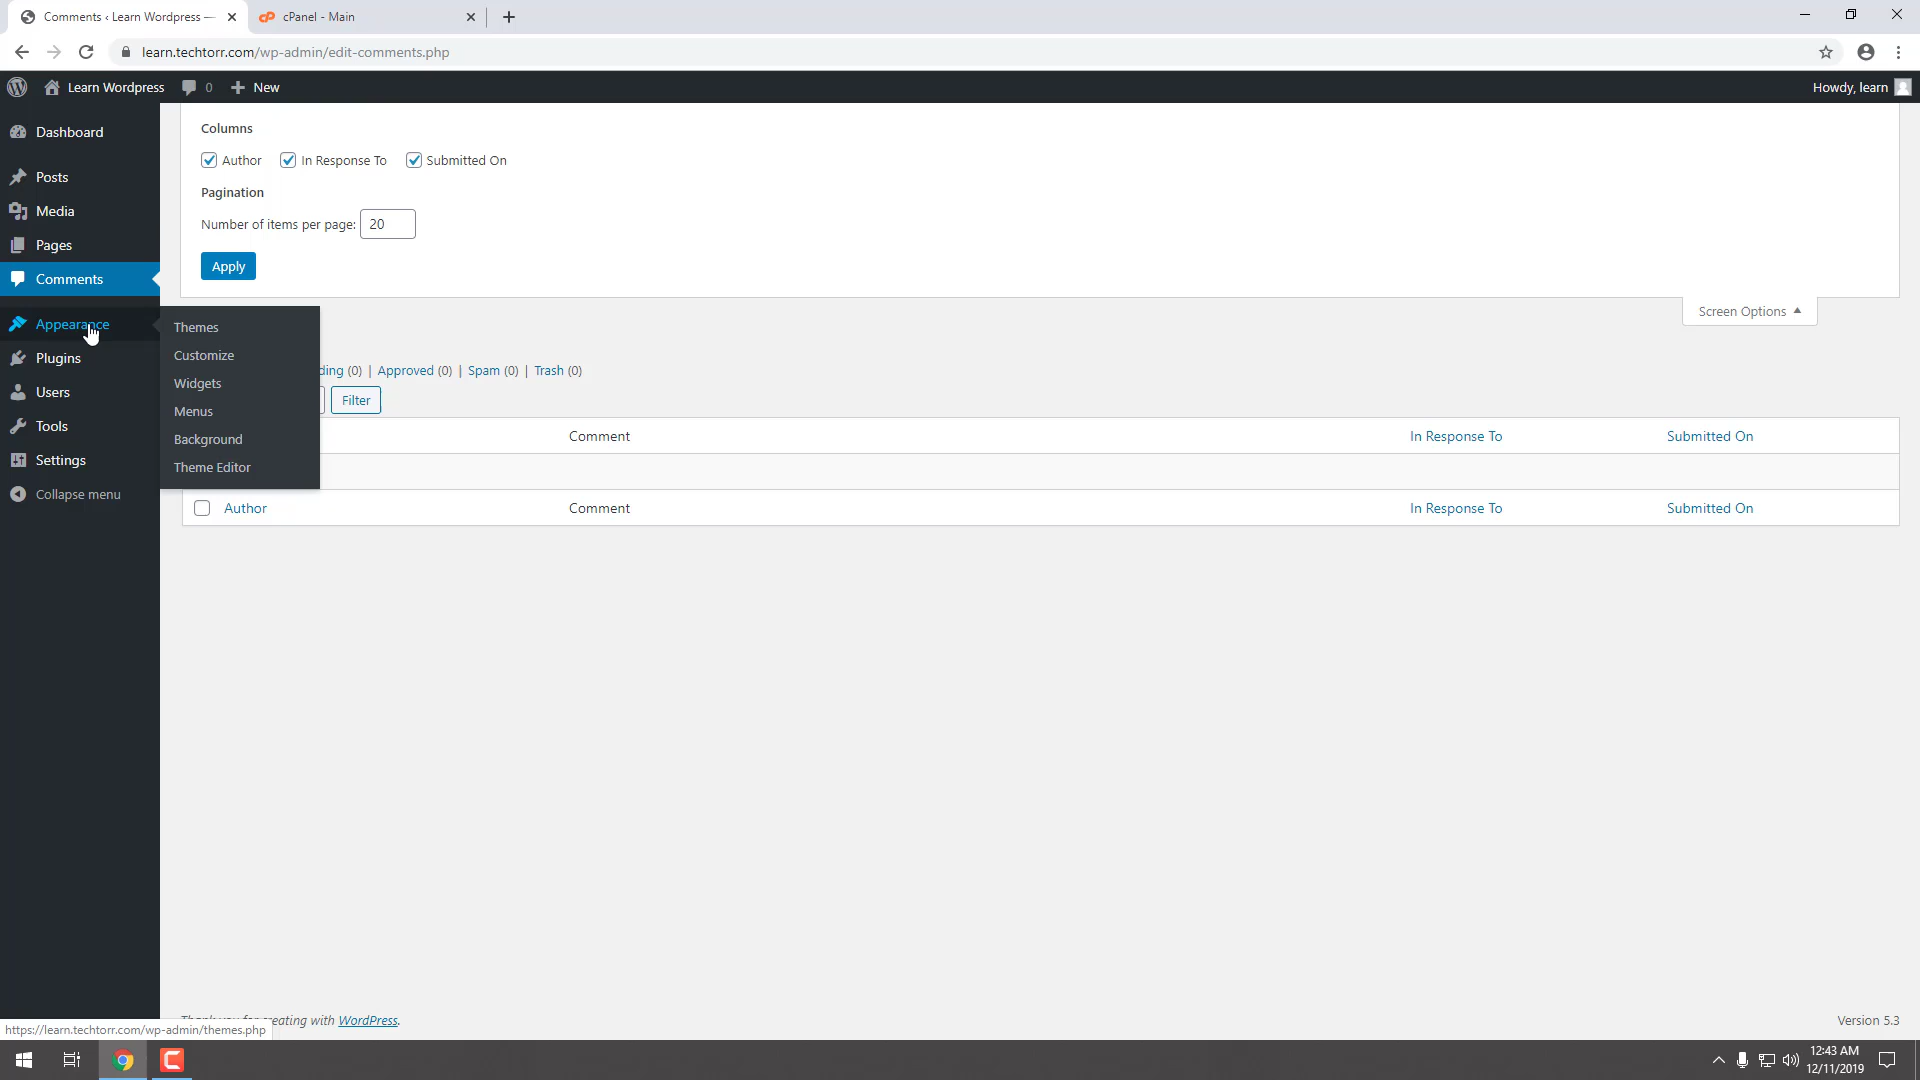 Comments ‹ Learn Wordpress —
cPanel - Main
learn.techtorr.com/wp-admin/edit-comments.php
Learn Wordpress 0 New
Howdy, learn
Dashboard
Posts
Media
Pages
Comments
Appearance
Plugins
Users
Tools
Settings
Collapse menu
Themes
Customize
Widgets
Menus
Background
Theme Editor
Columns
Author In Response To Submitted On
Pagination
Number of items per page: 20
Apply
Screen Options
(0) | Approved (0) | Spam (0) | Trash (0)
Filter
Comment In Response To Submitted On
Author Comment In Response To Submitted On
with WordPress.
Version 5.3
https://learn.techtorr.com/wp-admin/themes.php
12:43 AM
12/11/2019